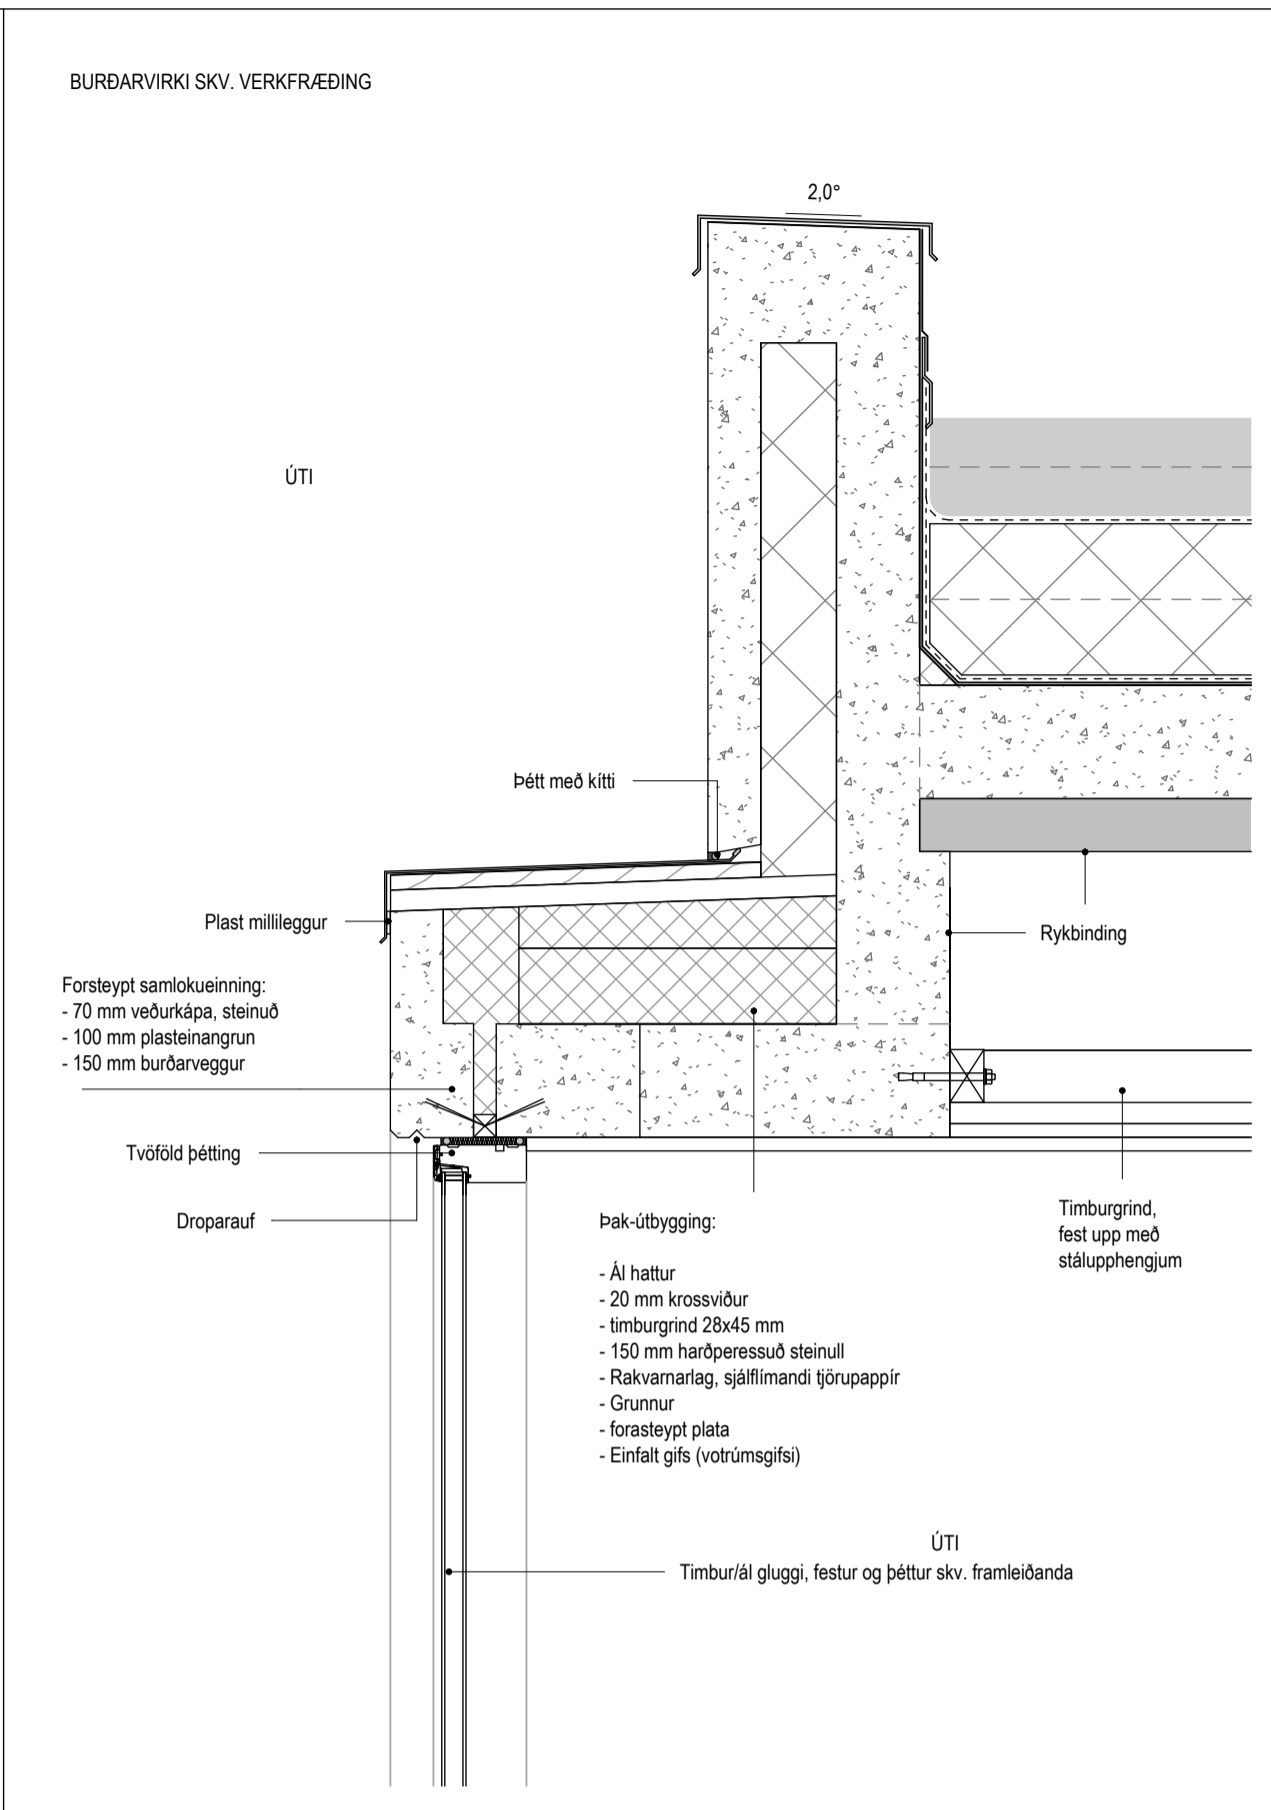 BURÐARVIRKI SKV. VERKFRÆÐING
2,0°
ÚTI
Þétt með kítti
Plast millileggur
Rykbinding
Forsteypt samlokueinning:
- 70 mm veðurkápa, steinuð
- 100 mm plasteinangrun
- 150 mm burðarveggur
Tvöföld þétting
Droparauf
Þak-útbygging:
- Ál hattur
- 20 mm krossviður
- timburgrind 28x45 mm
- 150 mm harðperessuð steinull
- Rakvarnarlag, sjálflímandi tjörupappír
- Grunnur
- forasteypt plata
- Einfalt gifs (votrúmsgifsi)
Timburgrind,
fest upp með
stálupphengjum
ÚTI
Timbur/ál gluggi, festur og þéttur skv. framleiðanda